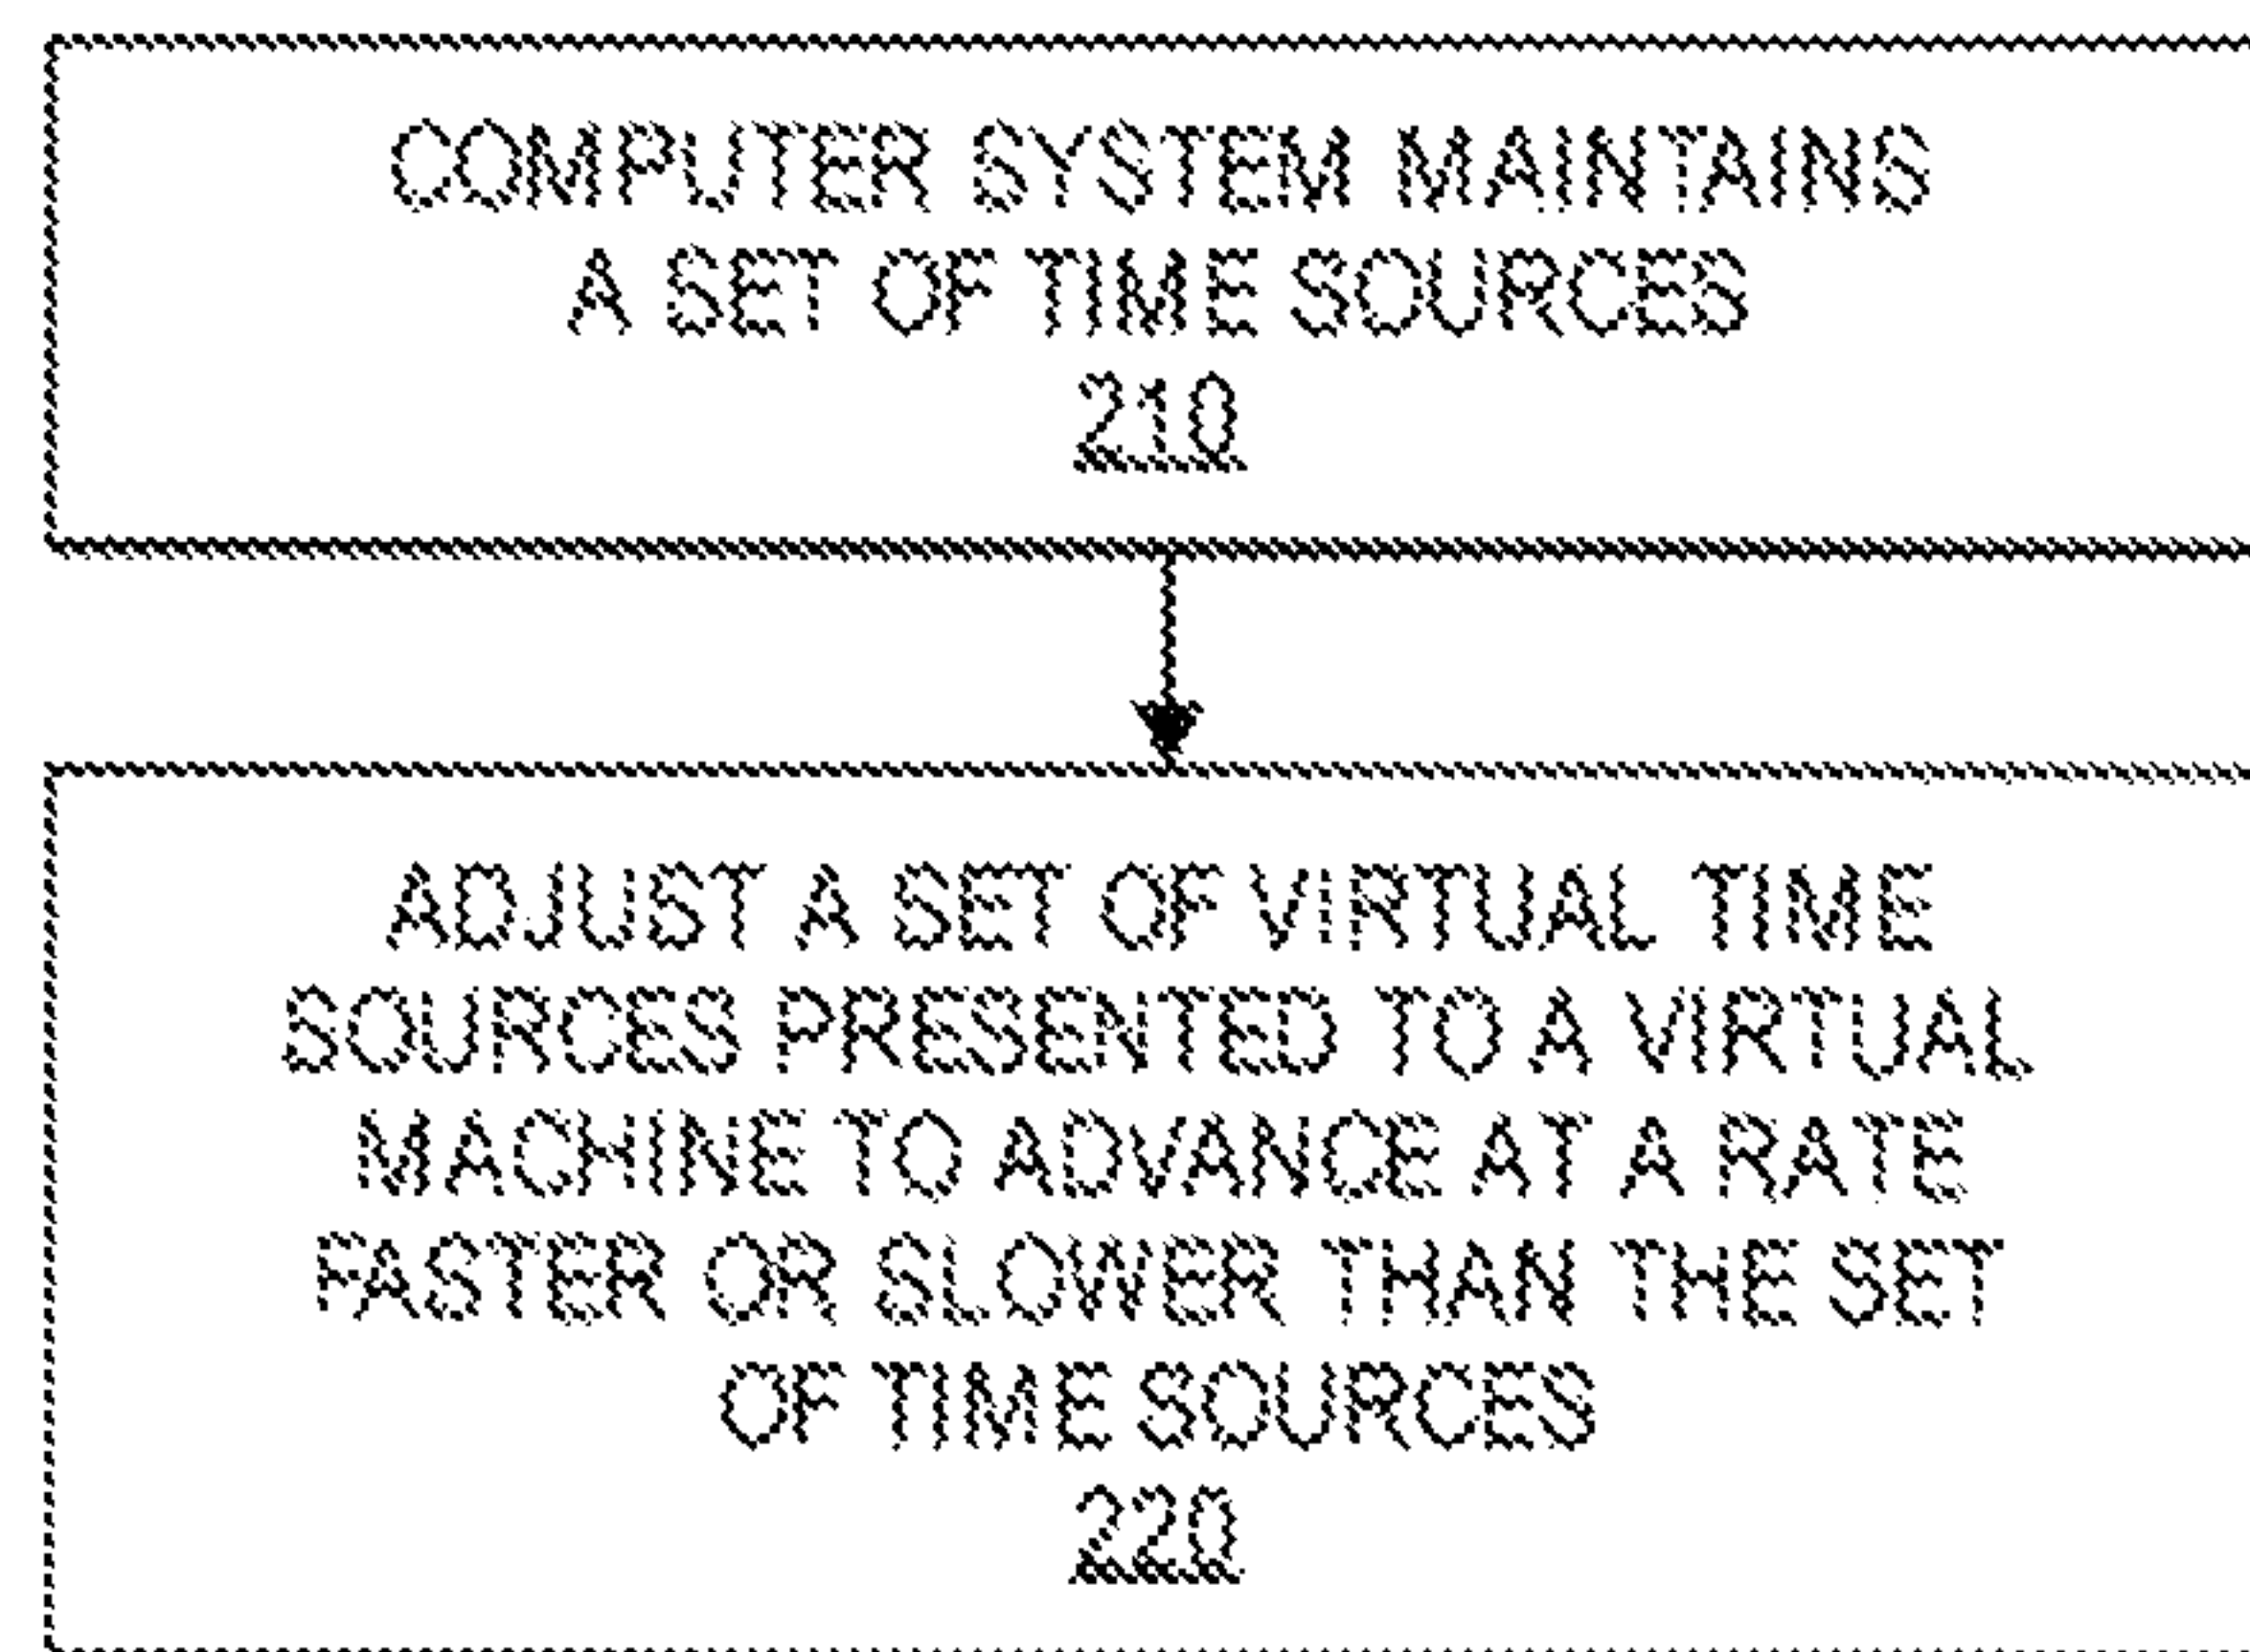 COMPUTER SYSTEM MAINTAINS
A SET OF TIME SOURCES
210
ADJUST A SET OF VIRTUAL TIME
SOURCES PRESENTED TO A VIRTUAL
MACHINE TO ADVANCE AT A RATE
FASTER OR SLOWER THAN THE SET
OF TIME SOURCES
220